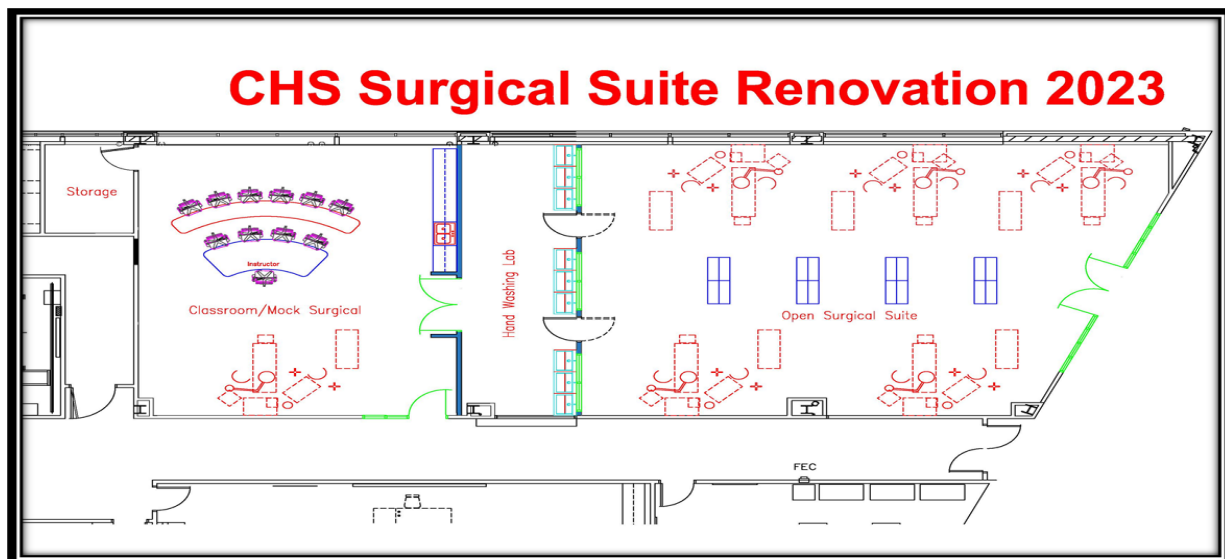 CHS Surgical Suite Renovation 2023
Storage
Instructor
Classroom/Mock Surgical
Hand Washing Lab
Open Surgical Suite
FEC